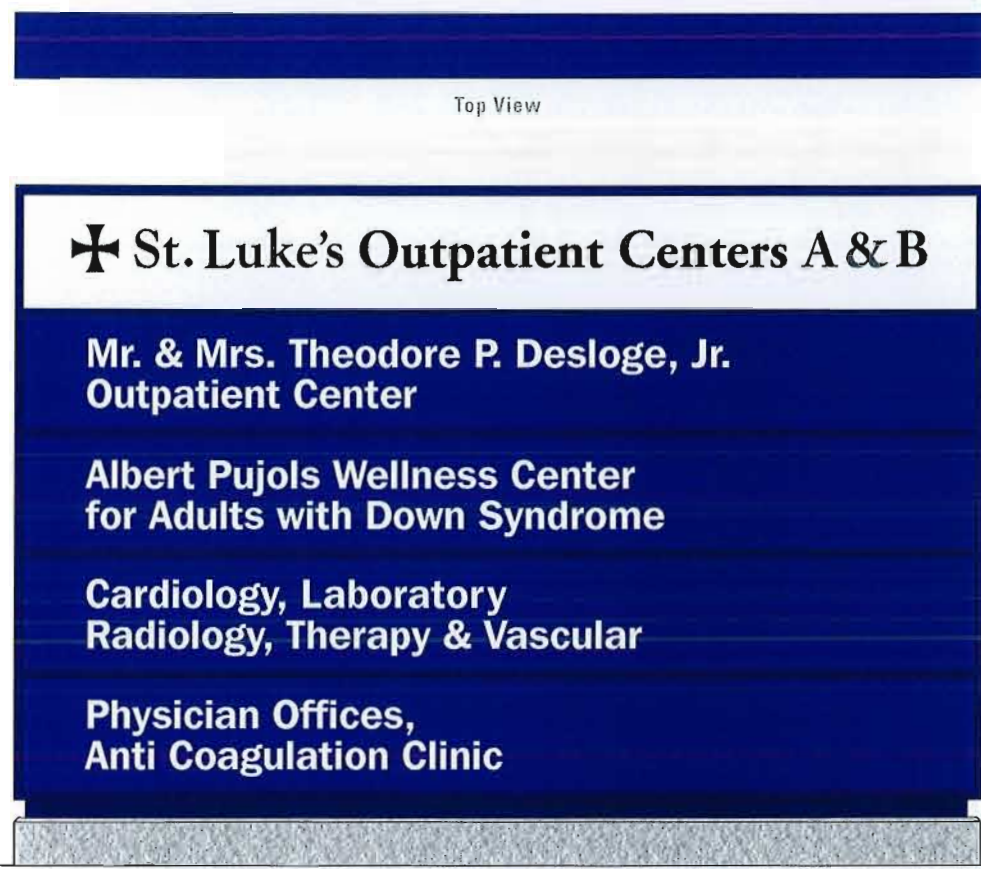 Top View
St. Luke's Outpatient Centers A & B
Mr. & Mrs. Theodore P. Desloge, Jr.
Outpatient Center
Albert Pujols Wellness Center
for Adults with Down Syndrome
Cardiology, Laboratory
Radiology, Therapy & Vascular
Physician Offices,
Anti Coagulation Clinic